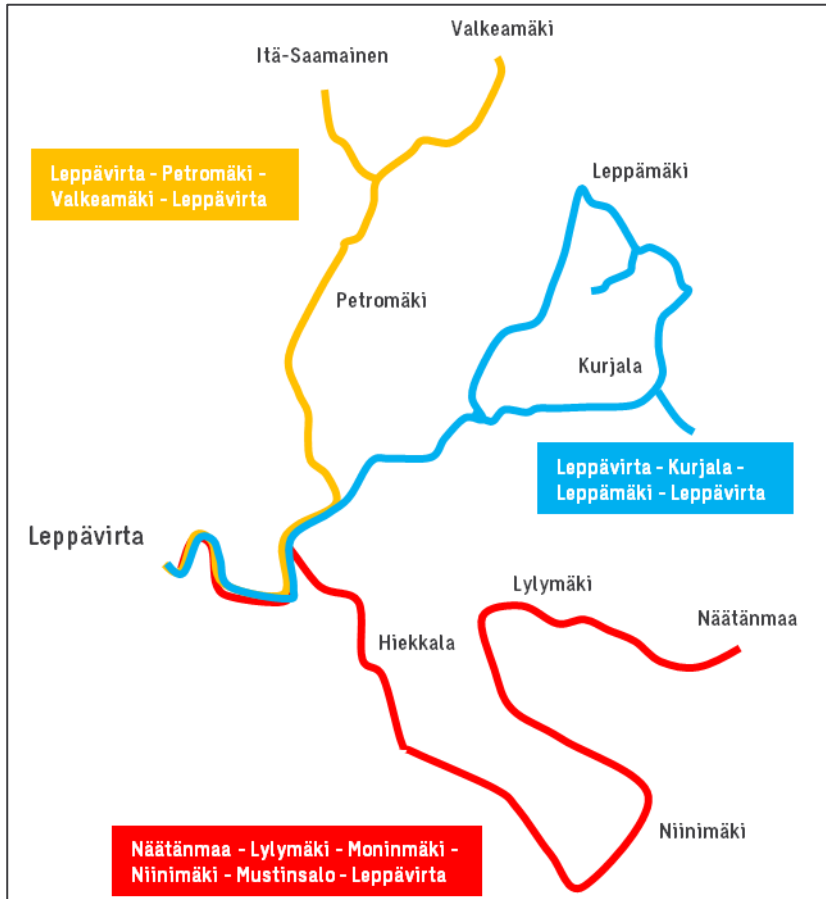 Valkeamäki
Itä-Saamainen
Leppävirta - Petromäki -
Valkeamäki - Leppävirta
Leppämäki
Petromäki
Kurjala
Leppävirta - Kurjala -
Leppämäki - Leppävirta
Leppävirta
Lylymäki
Näätänmaa
Hiekkala
Niinimäki
Näätänmaa - Lylymäki - Moninmäki -
Niinimäki - Mustinsalo - Leppävirta